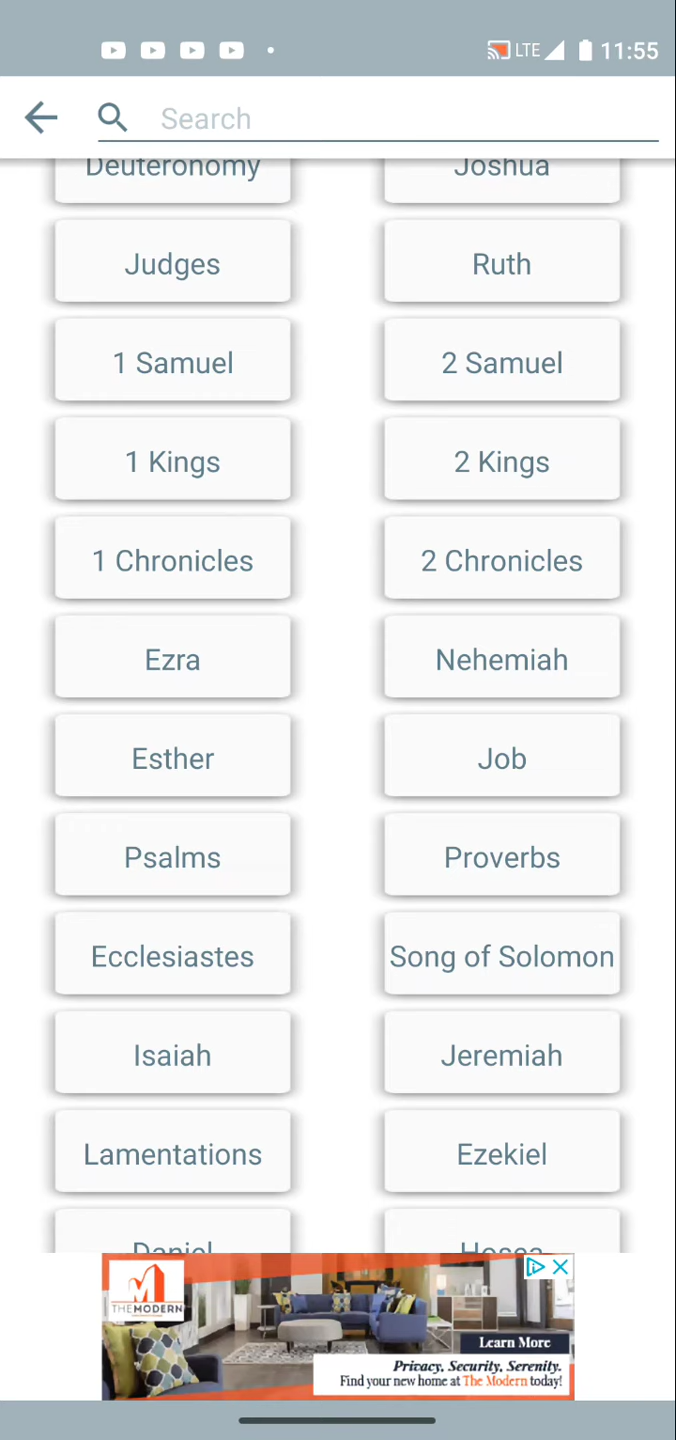 LTE 11:55
Search
Deuteronomy Joshua
Judges Ruth
1 Samuel 2 Samuel
1 Kings 2 Kings
1 Chronicles 2 Chronicles
Ezra Nehemiah
Esther Job
Psalms Proverbs
Ecclesiastes Song of Solomon
Isaiah Jeremiah
Lamentations Ezekiel
Daniel Hosea
THE MODERN
Learn More
Privacy, Security, Serenity.
Find your new home at The Modern today!